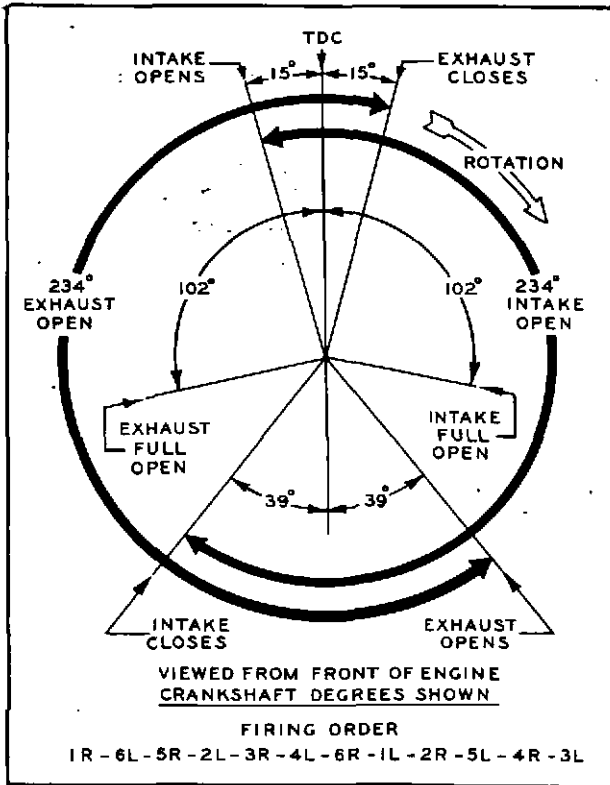 TDC
INTAKE
OPENS
15°
15°
EXHAUST
CLOSES
ROTATION
234°
EXHAUST
OPEN
102°
102°
234°
INTAKE
OPEN
EXHAUST
FULL
OPEN
INTAKE
FULL
OPEN
39°
39°
INTAKE
CLOSES
EXHAUST
OPENS
VIEWED FROM FRONT OF ENGINE
CRANKSHAFT DEGREES SHOWN
FIRING ORDER
1R-6L-5R-2L-3R-4L-6R-1L-2R-5L-4R-3L